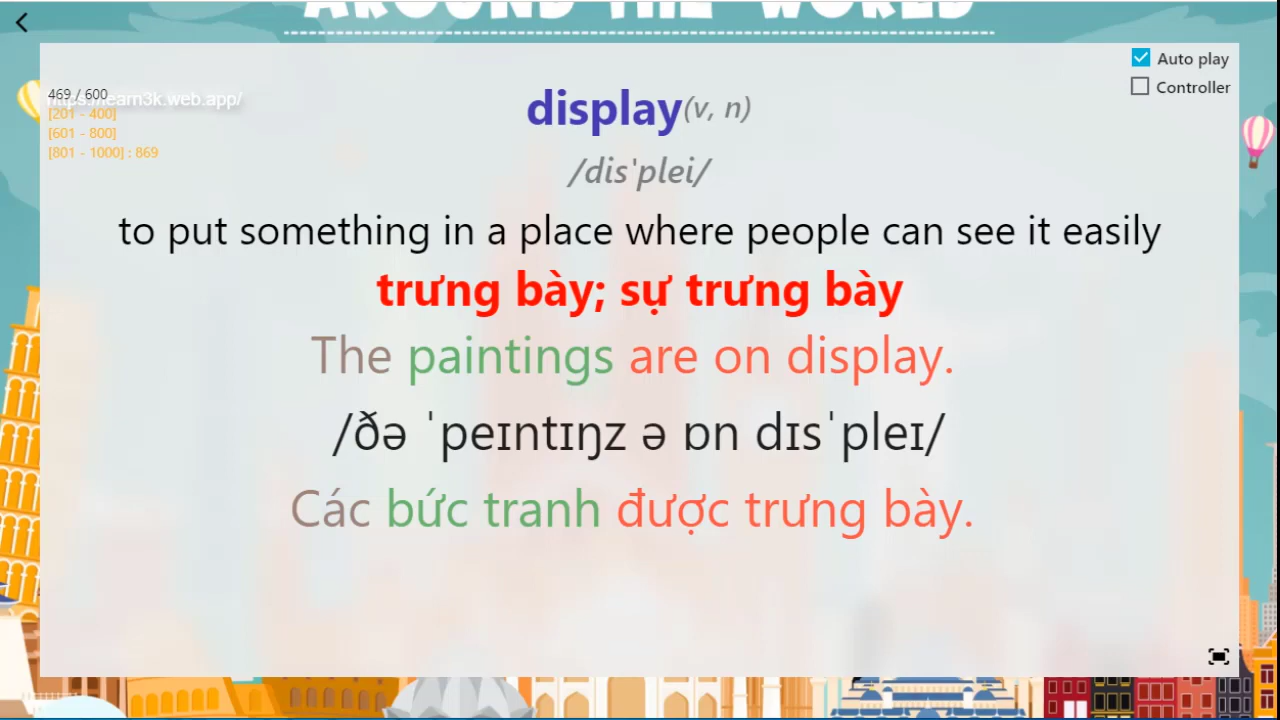 AROUND THE WORLD
Auto play
469 / 600
https://learn3k.web.app/
Controller
[201 - 400]
[601 - 800]
[801 - 1000] : 869
display(v, n)
/dis'plei/
to put something in a place where people can see it easily
trưng bày; sự trưng bày
The paintings are on display.
/ðə ˈpeɪntɪŋz ə ɒn dɪsˈpleɪ/
Các bức tranh được trưng bày.